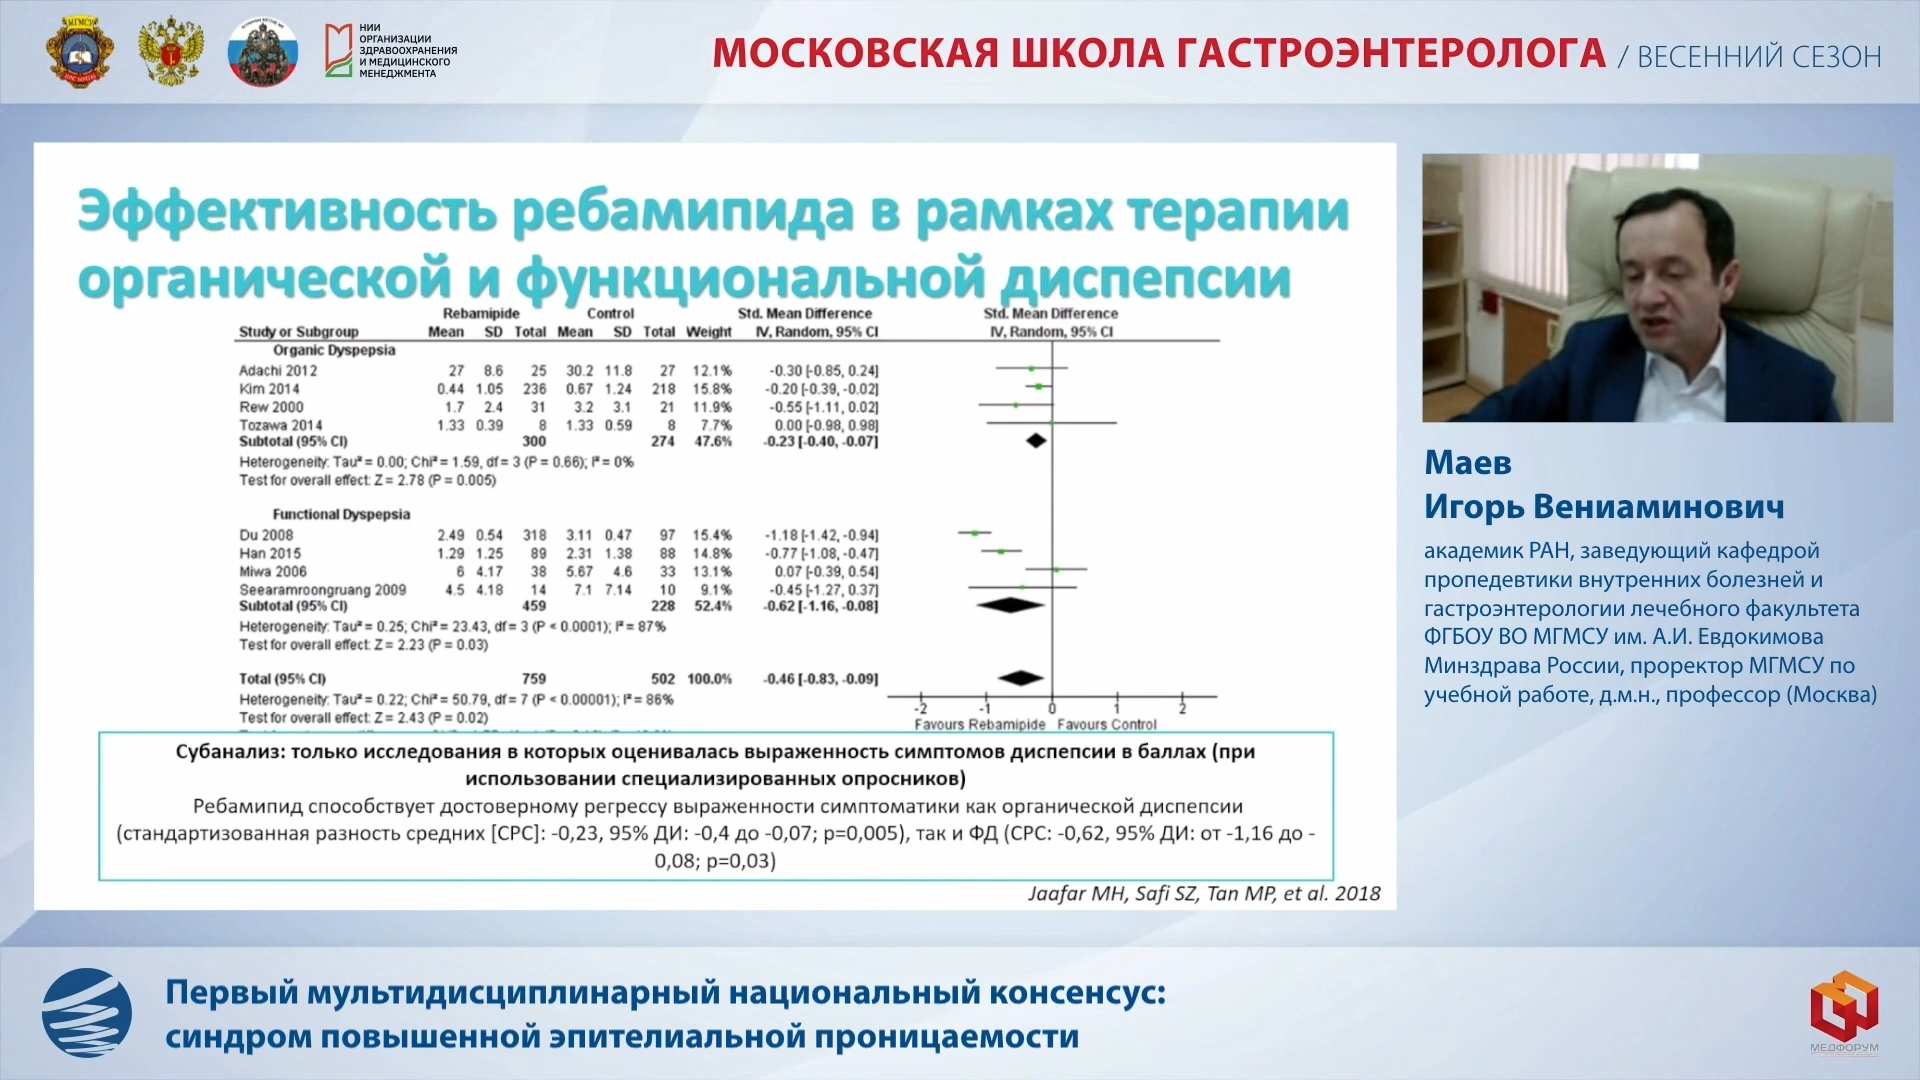 НИИ
ОРГАНИЗАЦИИ
ЗДРАВООХРАНЕНИЯ
И МЕДИЦИНСКОГО
МЕНЕДЖМЕНТА
МОСКОВСКАЯ ШКОЛА ГАСТРОЭНТЕРОЛОГА / ВЕСЕННИЙ СЕЗОН
Эффективность ребамипида в рамках терапии
органической и функциональной диспепсии
Rebamipide Control Std. Mean Difference Std. Mean Difference
Study or Subgroup Mean SD Total Mean SD Total Weight IV, Random, 95% CI IV, Random, 95% CI
Organic Dyspepsia
Adachi 2012 27 8.6 25 30.2 11.8 27 12.1% -0.30 [-0.85, 0.24]
Kim 2014 0.44 1.05 236 0.67 1.24 218 15.8% -0.20 [-0.39, -0.02]
Rew 2000 1.7 2.4 31 3.2 3.1 21 11.9% -0.55 [-1.11, 0.02]
Tozawa 2014 1.33 0.39 8 1.33 0.59 8 7.7% 0.00 [-0.98, 0.98]
Subtotal (95% CI) 300 274 47.6% -0.23 [-0.40, -0.07]
Heterogeneity: Tau² = 0.00; Chi² = 1.59, df = 3 (P = 0.66); I² = 0%
Test for overall effect: Z = 2.78 (P = 0.005)
Functional Dyspepsia
Du 2008 2.49 0.54 318 3.11 0.47 97 15.4% -1.18 [-1.42, -0.94]
Han 2015 1.29 1.25 89 2.31 1.38 88 14.8% -0.77 [-1.08, -0.47]
Miwa 2006 6 4.17 38 5.67 4.6 33 13.1% 0.07 [-0.39, 0.54]
Seearamroongruang 2009 4.5 4.18 14 7.1 7.14 10 9.1% -0.45 [-1.27, 0.37]
Subtotal (95% CI) 459 228 52.4% -0.62 [-1.16, -0.08]
Heterogeneity: Tau² = 0.25; Chi² = 23.43, df = 3 (P < 0.0001); I² = 87%
Test for overall effect: Z = 2.23 (P = 0.03)
Total (95% CI) 759 502 100.0% -0.46 [-0.83, -0.09]
Heterogeneity: Tau² = 0.22; Chi² = 50.79, df = 7 (P < 0.00001); I² = 86%
Test for overall effect: Z = 2.43 (P = 0.02)
-2 -1 0 1 2
Favours Rebamipide Favours Control
Субанализ: только исследования в которых оценивалась выраженность симптомов диспепсии в баллах (при
использовании специализированных опросников)
Ребамипид способствует достоверному регрессу выраженности симптоматики как органической диспепсии
(стандартизованная разность средних [СРС]: -0,23, 95% ДИ: -0,4 до -0,07; p=0,005), так и ФД (СРС: -0,62, 95% ДИ: от -1,16 до -
0,08; p=0,03)
Jaafar MH, Safi SZ, Tan MP, et al. 2018
Маев
Игорь Вениаминович
академик РАН, заведующий кафедрой
пропедевтики внутренних болезней и
гастроэнтерологии лечебного факультета
ФГБОУ ВО МГМСУ им. А.И. Евдокимова
Минздрава России, проректор МГМСУ по
учебной работе, д.м.н., профессор (Москва)
Первый мультидисциплинарный национальный консенсус:
синдром повышенной эпителиальной проницаемости
МЕДФОРУМ